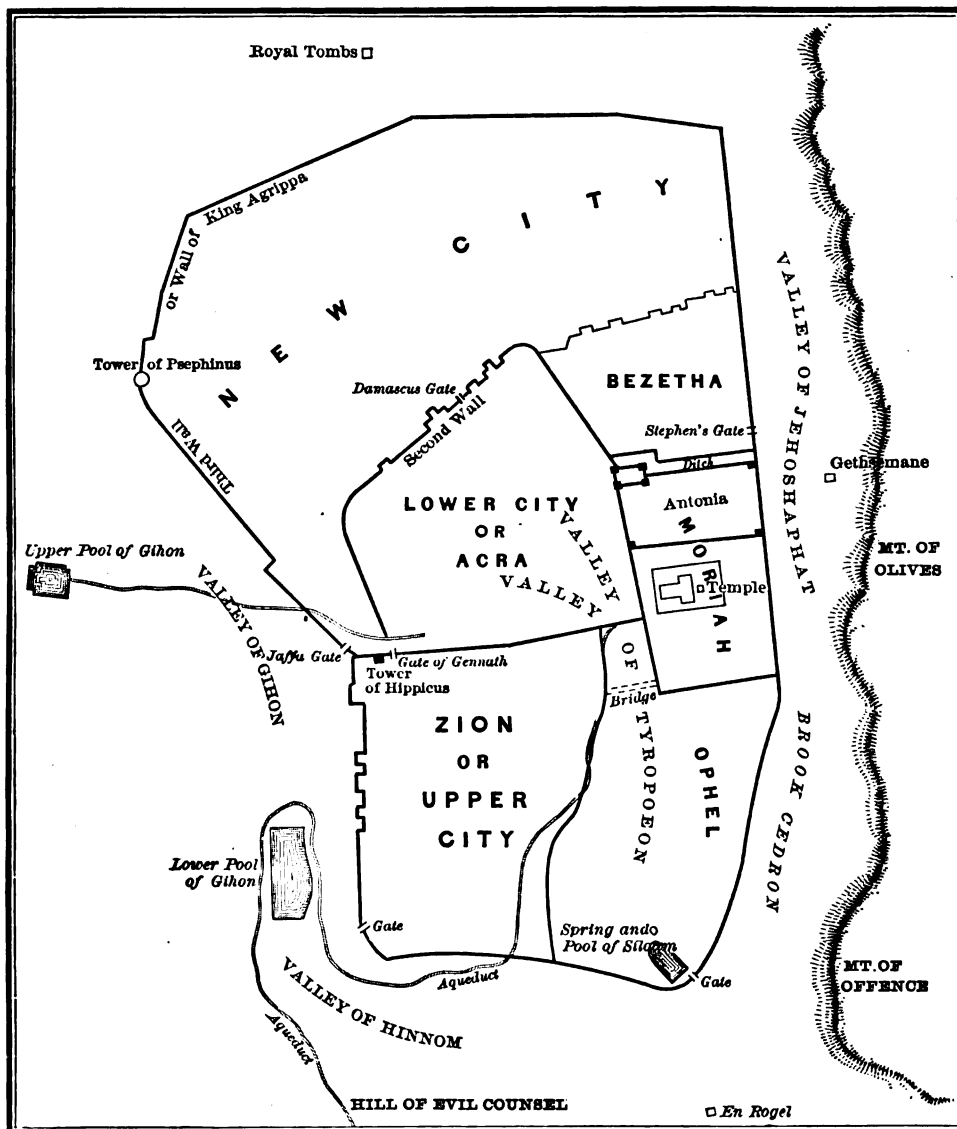 Royal Tombs
or Wall of King Agrippa
NEW CITY
Tower of Psephinus
Third Wall
Damascus Gate
Second Wall
BEZETHA
Stephen's Gate
Ditch
Antonia
VALLEY OF JEHOSHAPHAT
Gethsemane
MT. OF
OLIVES
LOWER CITY
OR
ACRA
VALLEY
VALLEY
MORIAH
Temple
Upper Pool of Gihon
VALLEY OF GIHON
Jaffa Gate
Gate of Gennath
Tower
of Hippicus
OF
Bridge
TYROPOEON
ZION
OR
UPPER
CITY
OPHEL
BROOK CEDRON
Lower Pool
of Gihon
Gate
Spring and
Pool of Siloam
Gate
Aqueduct
VALLEY OF HINNOM
Aqueduct
MT. OF
OFFENCE
HILL OF EVIL COUNSEL
En Rogel